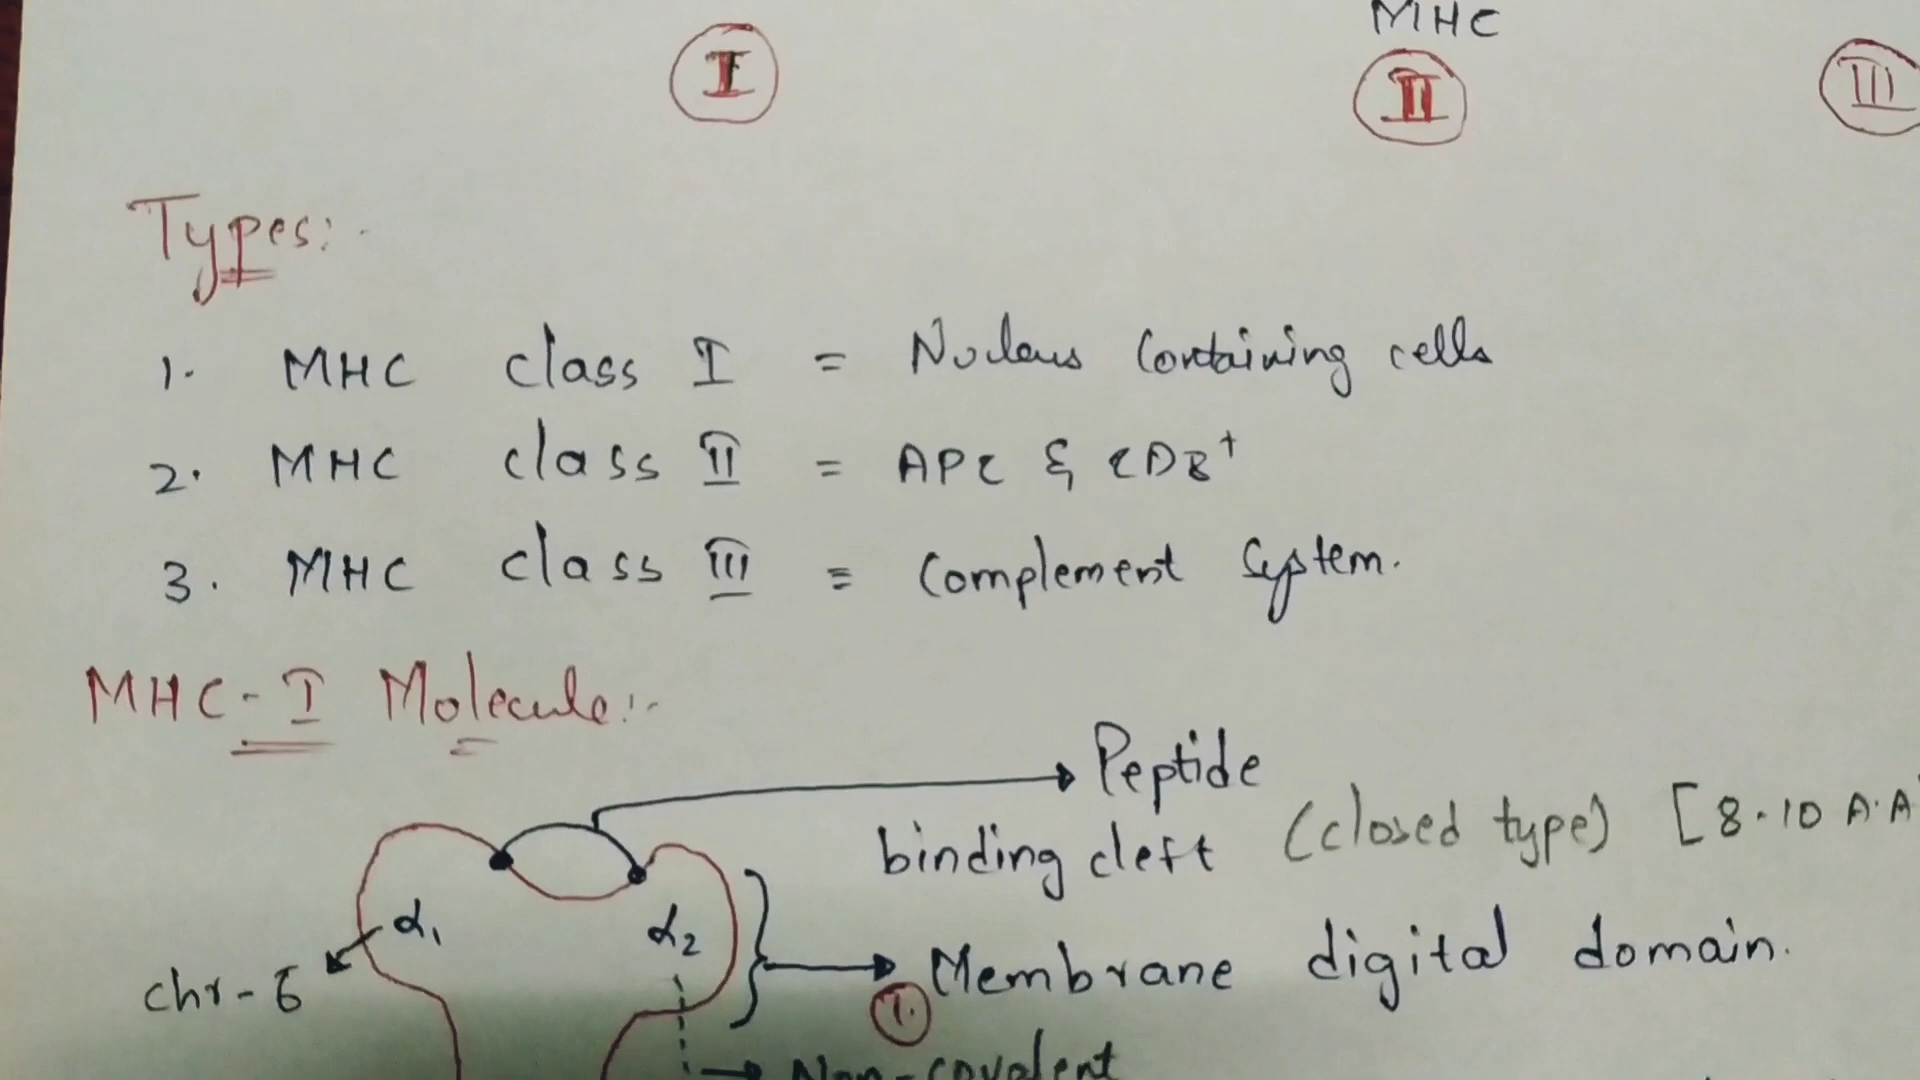 MHC
I II III
Types:-
1. MHC class I = Nucleus Containing cells
2. MHC class II = APC & CD8+
3. MHC class III = Complement System.
MHC-I Molecule:-
Peptide
binding cleft (closed type) [8-10 A.A
α1 α2
Membrane digital domain.
chr-6
1.
Non-covalent